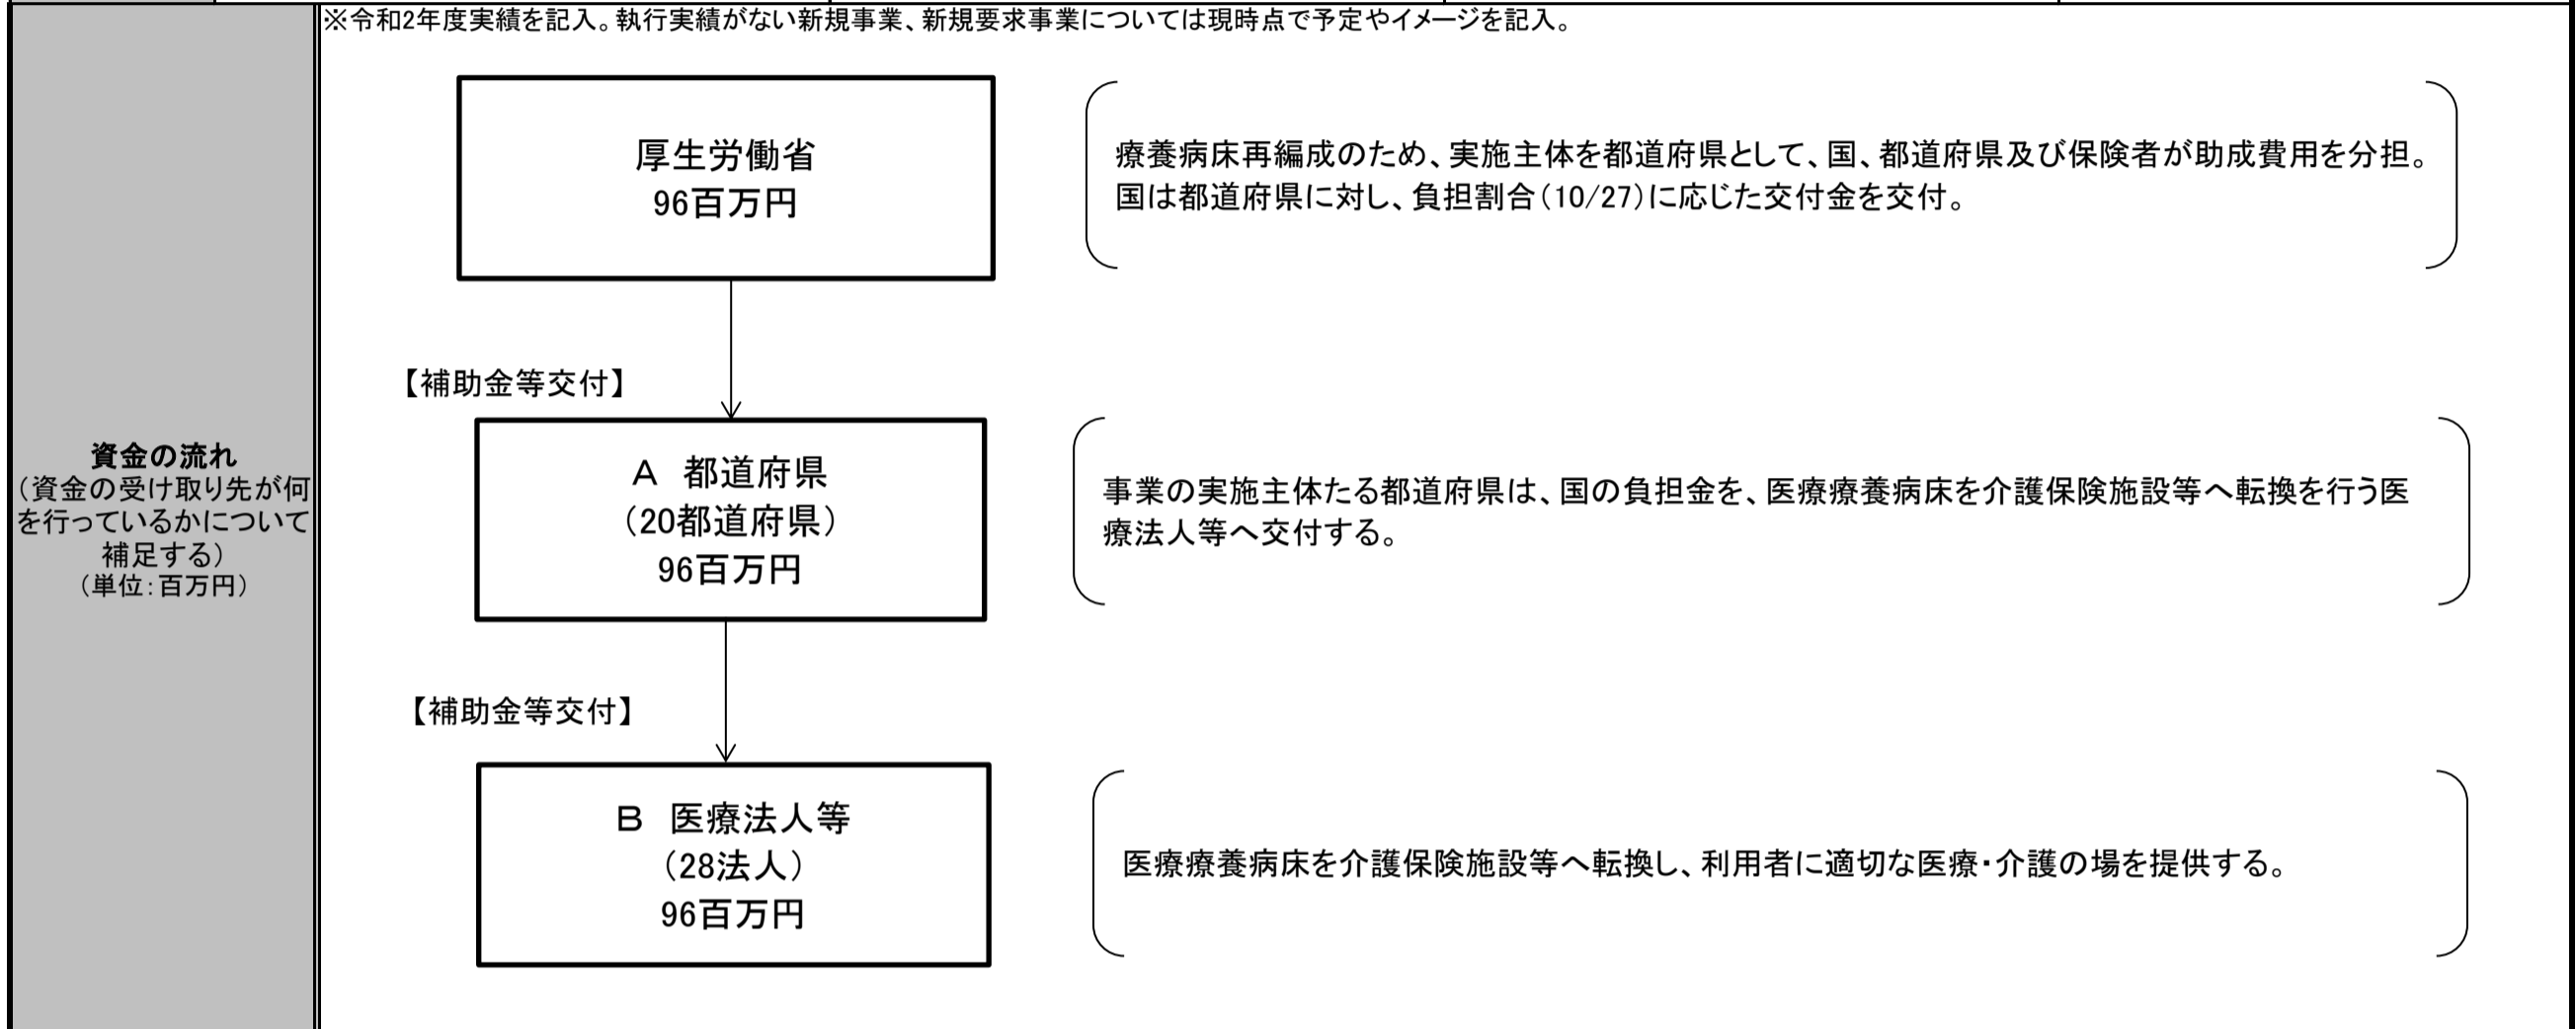 ※令和2年度実績を記入。執行実績がない新規事業、新規要求事業については現時点で予定やイメージを記入。
資金の流れ
(資金の受け取り先が何
を行っているかについて
補足する)
(単位:百万円)
厚生労働省
96百万円
療養病床再編成のため、実施主体を都道府県として、国、都道府県及び保険者が助成費用を分担。
国は都道府県に対し、負担割合(10/27)に応じた交付金を交付。
【補助金等交付】
A 都道府県
(20都道府県)
96百万円
事業の実施主体たる都道府県は、国の負担金を、医療療養病床を介護保険施設等へ転換を行う医
療法人等へ交付する。
【補助金等交付】
B 医療法人等
(28法人)
96百万円
医療療養病床を介護保険施設等へ転換し、利用者に適切な医療・介護の場を提供する。